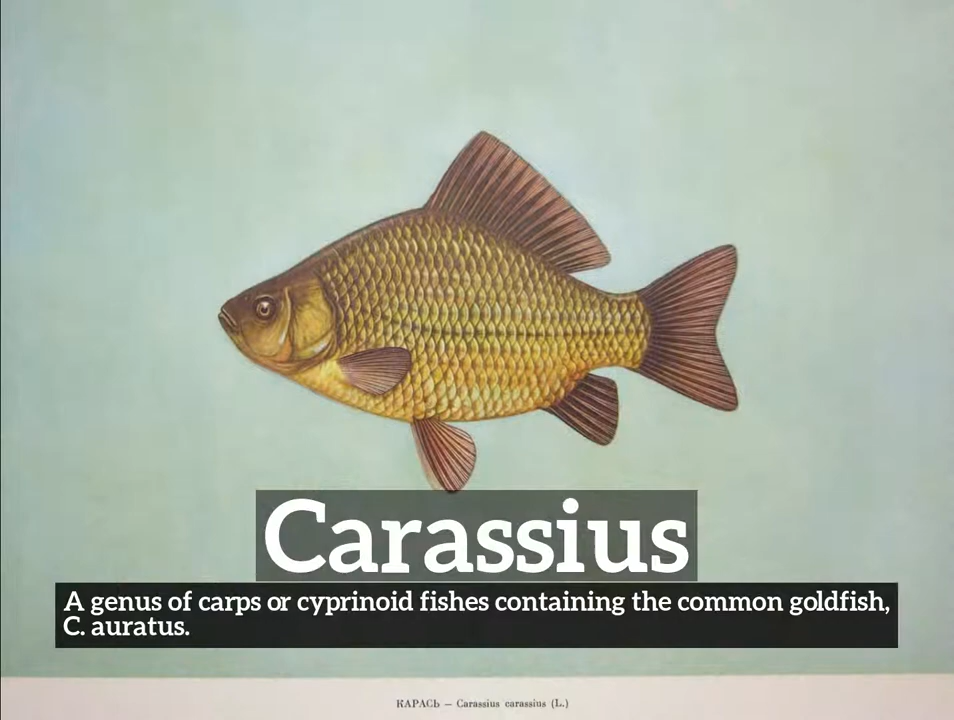 Carassius
A genus of carps or cyprinoid fishes containing the common goldfish,
C. auratus.
КАРАСЬ — Carassius carassius (L.)